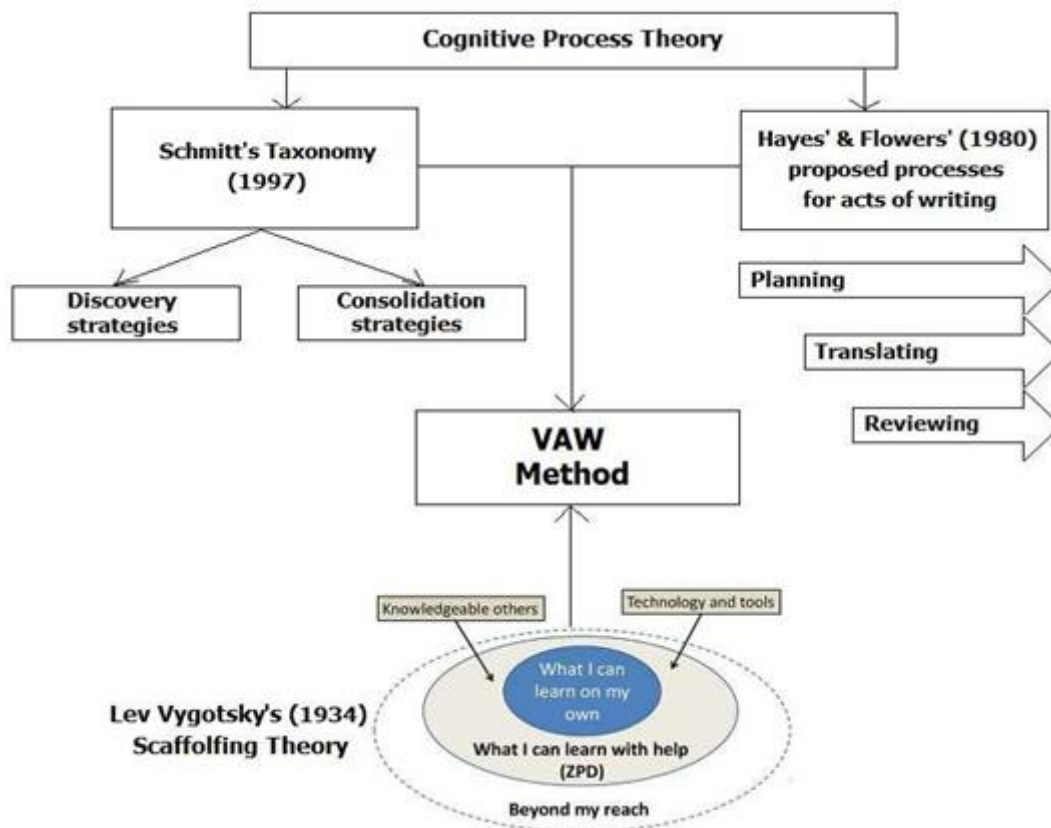 Cognitive Process Theory
Schmitt's Taxonomy
(1997)
Hayes' & Flowers' (1980)
proposed processes
for acts of writing
Discovery
strategies
Consolidation
strategies
Planning
Translating
Reviewing
VAW
Method
Knowledgeable others
Technology and tools
What I can
learn on my
own
Lev Vygotsky's (1934)
Scaffolfing Theory
What I can learn with help
(ZPD)
Beyond my reach